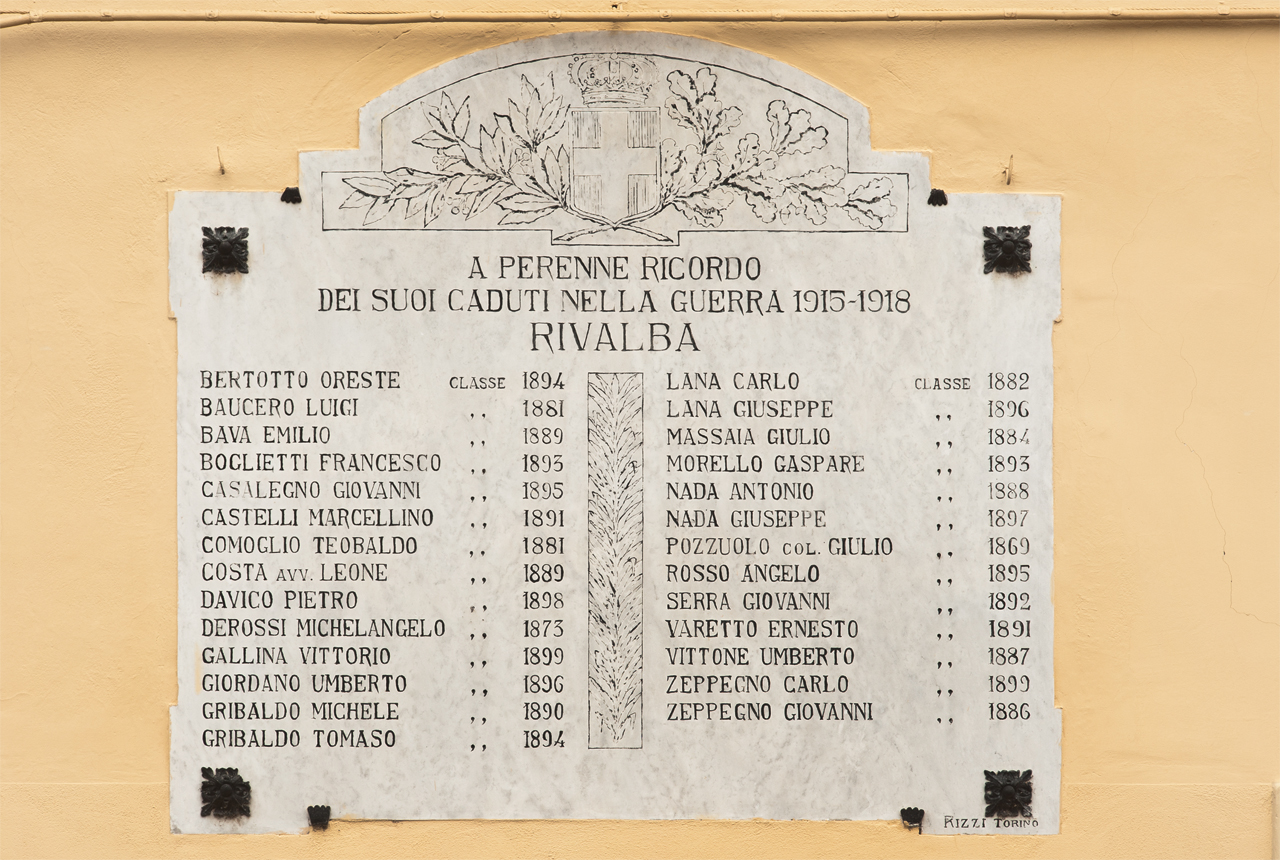 A PERENNE RICORDO
DEI SUOI CADUTI NELLA GUERRA 1915-1918
RIVALBA
BERTOTTO ORESTE CLASSE 1894
BAUCERO LUIGI ,, 1881
BAVA EMILIO ,, 1889
BOGLIETTI FRANCESCO ,, 1893
CASALEGNO GIOVANNI ,, 1895
CASTELLI MARCELLINO ,, 1891
COMOGLIO TEOBALDO ,, 1881
COSTA AVV. LEONE ,, 1889
DAVICO PIETRO ,, 1898
DEROSSI MICHELANGELO ,, 1873
GALLINA VITTORIO ,, 1899
GIORDANO UMBERTO ,, 1896
GRIBALDO MICHELE ,, 1890
GRIBALDO TOMASO ,, 1894
LANA CARLO CLASSE 1882
LANA GIUSEPPE ,, 1896
MASSAIA GIULIO ,, 1884
MORELLO GASPARE ,, 1893
NADA ANTONIO ,, 1888
NADA GIUSEPPE ,, 1897
POZZUOLO COL. GIULIO ,, 1869
ROSSO ANGELO ,, 1895
SERRA GIOVANNI ,, 1892
VARETTO ERNESTO ,, 1891
VITTONE UMBERTO ,, 1887
ZEPPEGNO CARLO ,, 1899
ZEPPEGNO GIOVANNI ,, 1886
RIZZI TORINO